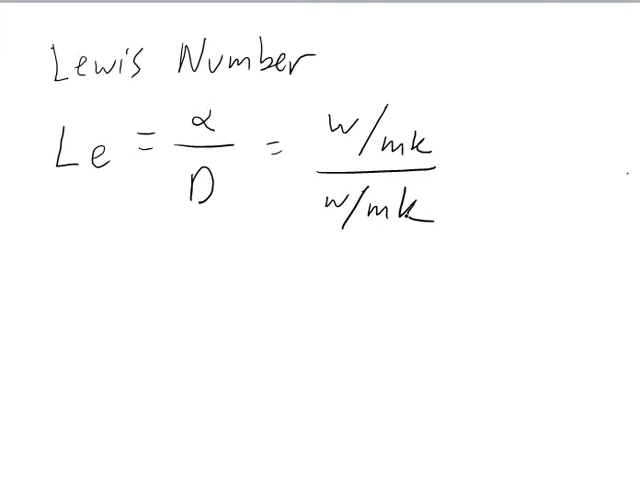 Lewis Number
Le = α/D = W/mk / w/mk